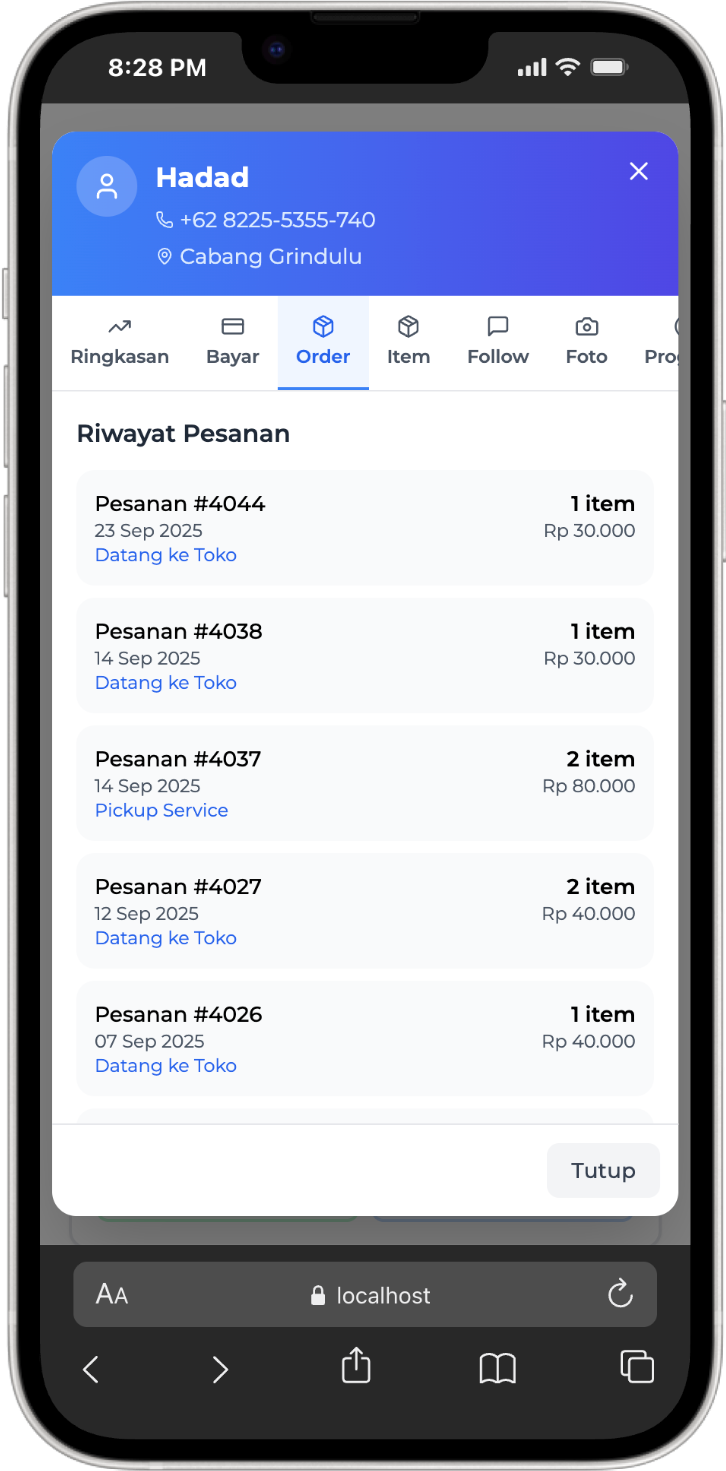 8:28 PM
Hadad
+62 8225-5355-740
Cabang Grindulu
Ringkasan
Bayar
Order
Item
Follow
Foto
Riwayat Pesanan
Pesanan #4044
1 item
23 Sep 2025
Rp 30.000
Datang ke Toko
Pesanan #4038
1 item
14 Sep 2025
Rp 30.000
Datang ke Toko
Pesanan #4037
2 item
14 Sep 2025
Rp 80.000
Pickup Service
Pesanan #4027
2 item
12 Sep 2025
Rp 40.000
Datang ke Toko
Pesanan #4026
1 item
07 Sep 2025
Rp 40.000
Datang ke Toko
Tutup
AA
localhost